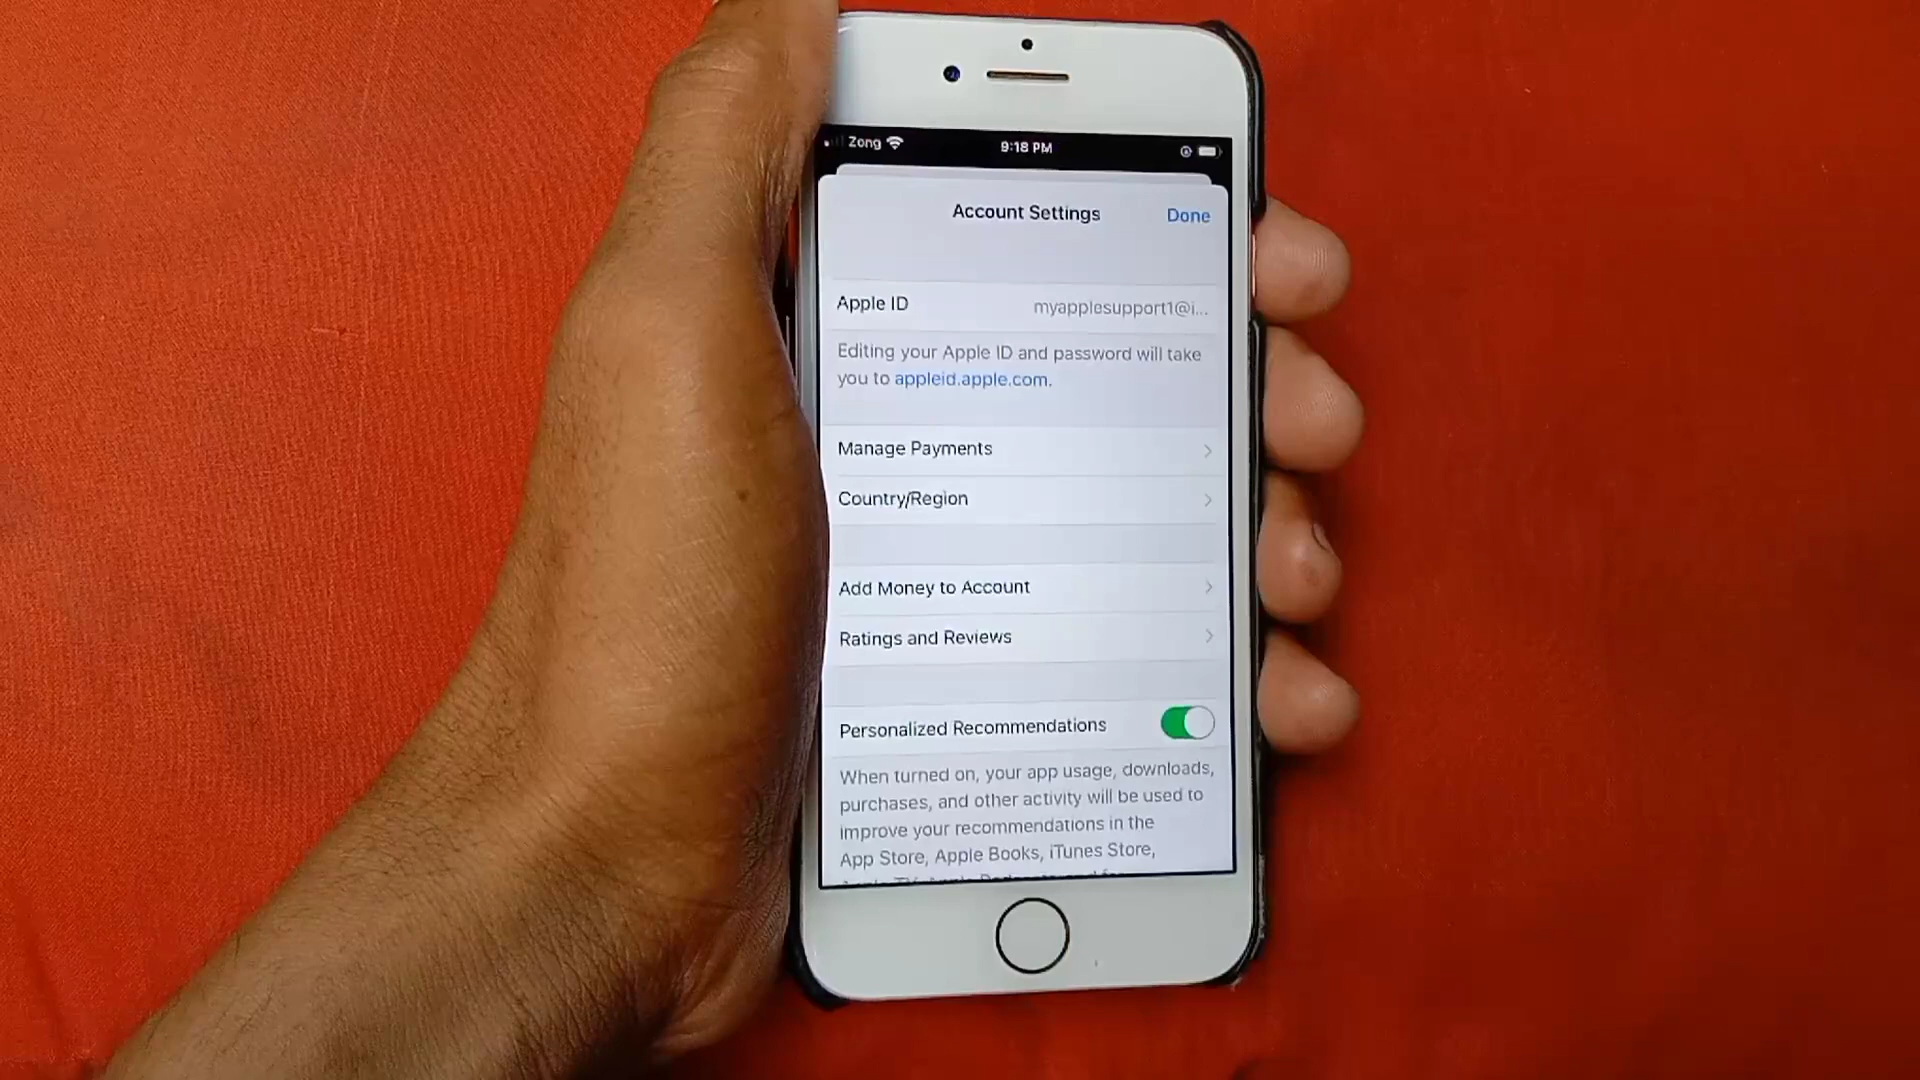 Zong
9:18 PM
Account Settings
Done
Apple ID
myapplesupport1@i...
Editing your Apple ID and password will take
you to appleid.apple.com.
Manage Payments
Country/Region
Add Money to Account
Ratings and Reviews
Personalized Recommendations
When turned on, your app usage, downloads,
purchases, and other activity will be used to
improve your recommendations in the
App Store, Apple Books, iTunes Store,